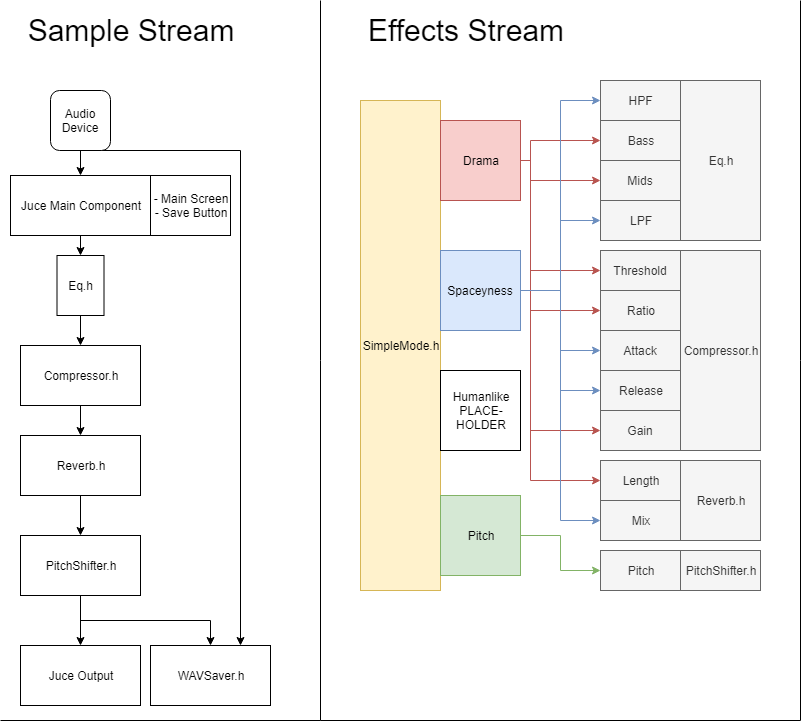 Sample Stream
Audio
Device
Juce Main Component
- Main Screen
- Save Button
Eq.h
Compressor.h
Reverb.h
PitchShifter.h
Juce Output
WAVSaver.h
Effects Stream
SimpleMode.h
Drama
Spaceyness
Humanlike
PLACE-
HOLDER
Pitch
HPF
Bass
Mids
LPF
Eq.h
Threshold
Ratio
Attack
Release
Gain
Compressor.h
Length
Mix
Reverb.h
Pitch
PitchShifter.h